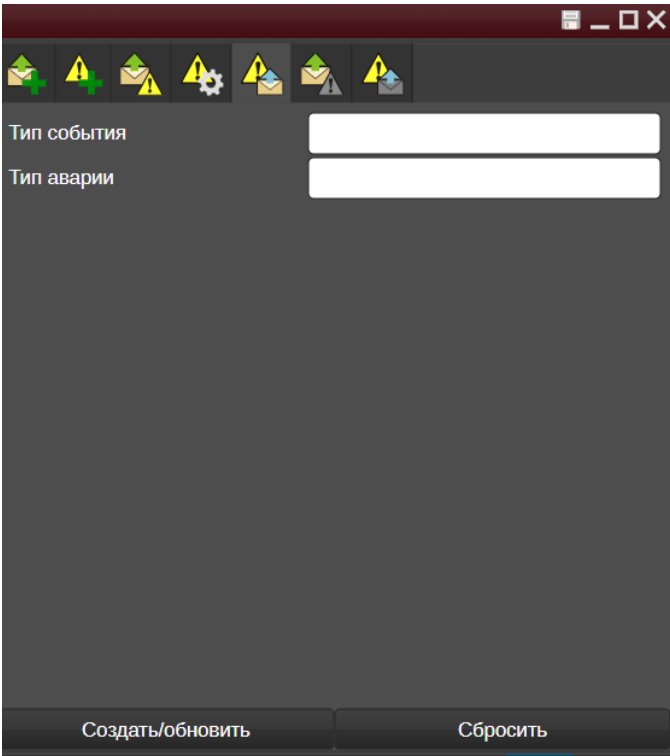 Тип события
Тип аварии
Создать/обновить
Сбросить